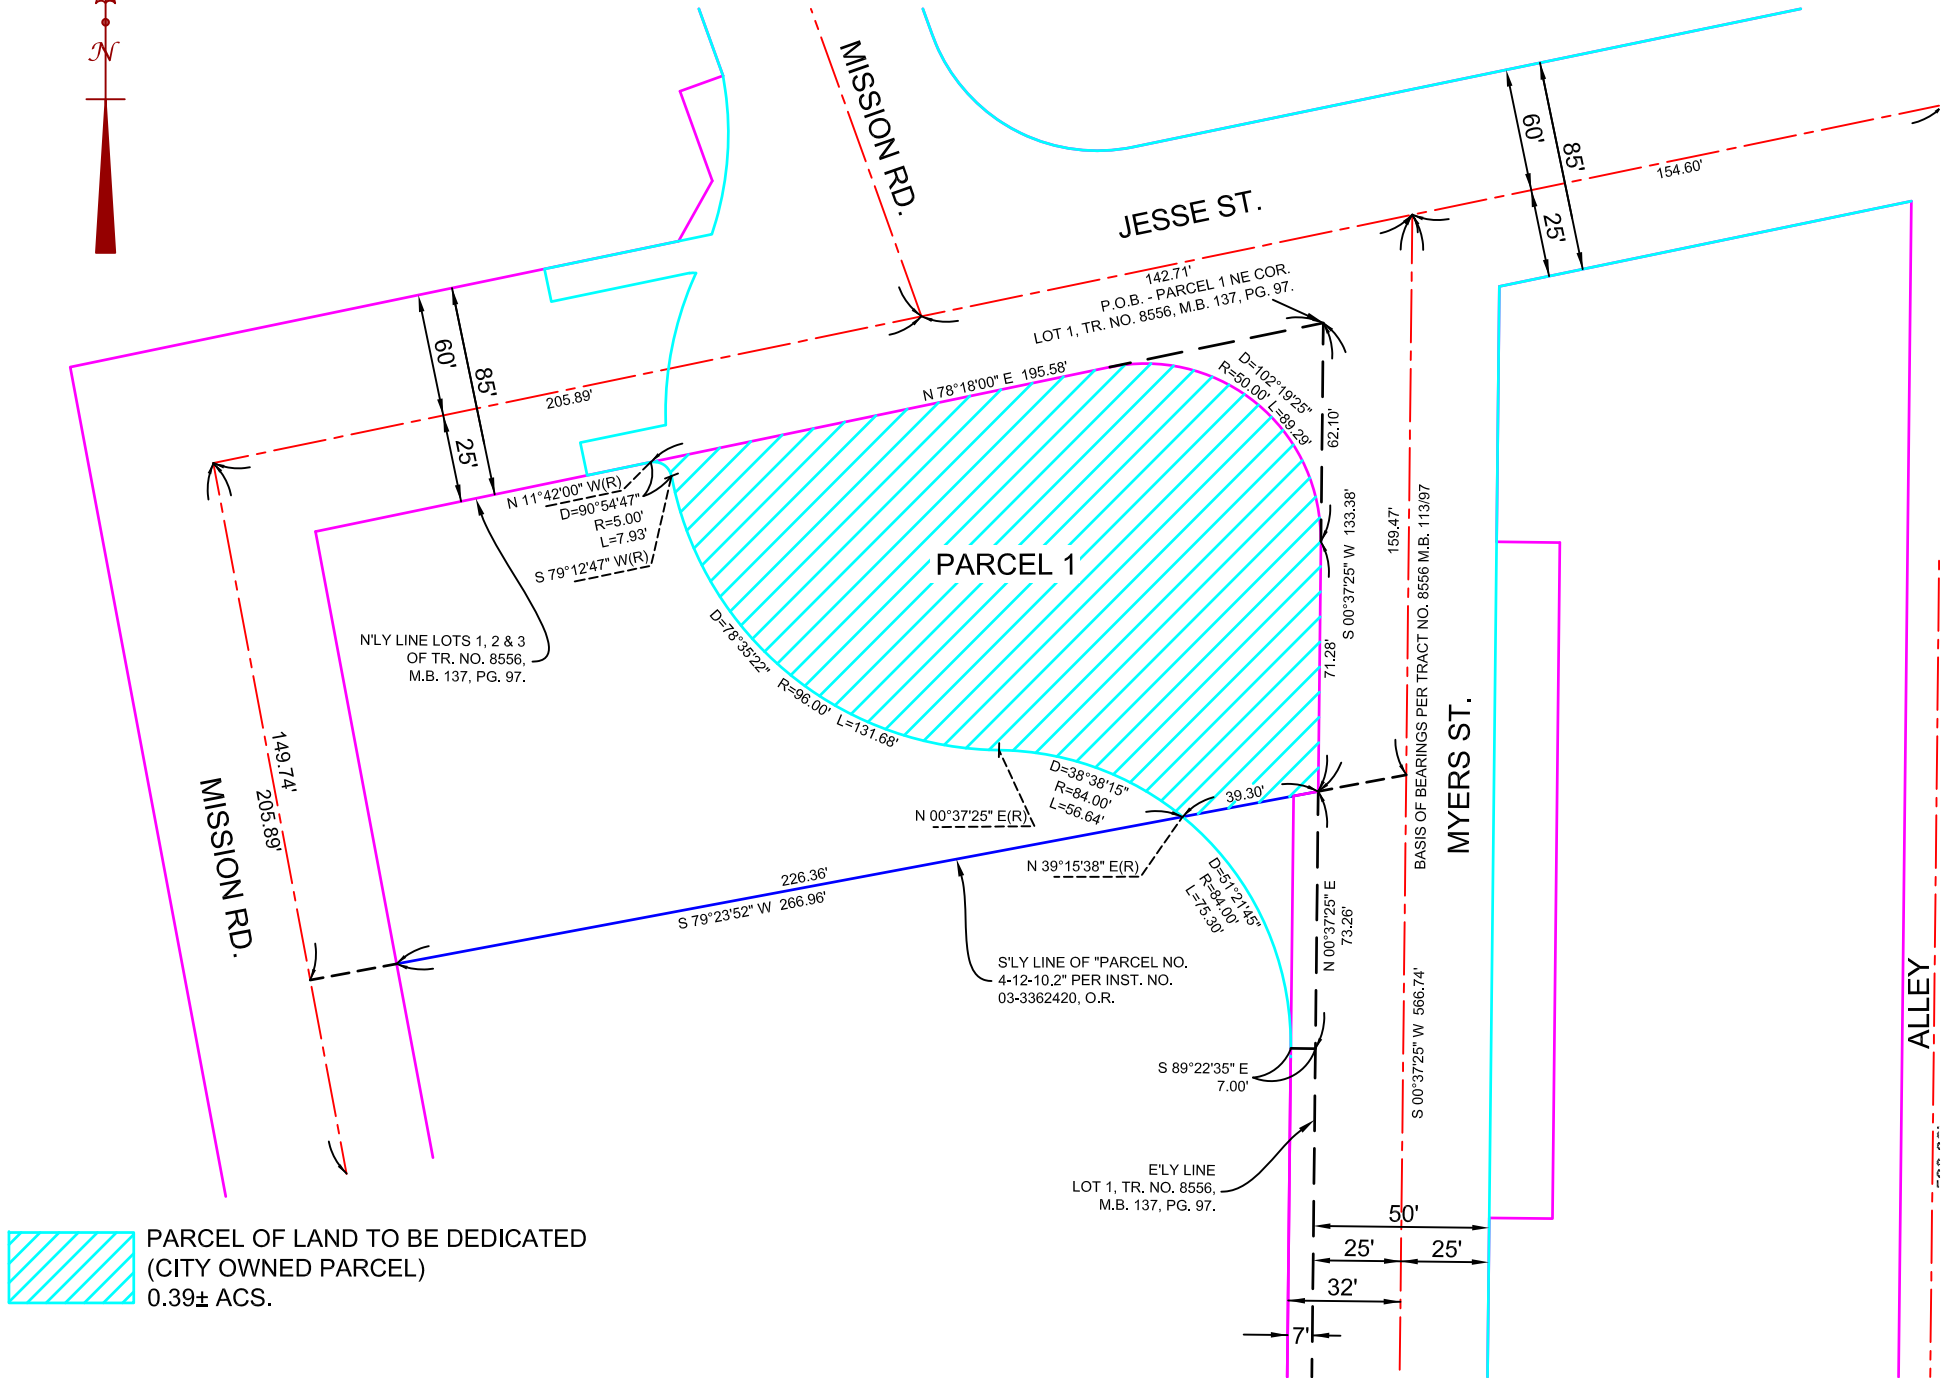 N
MISSION RD.
JESSE ST.
60'
85'
25'
154.60'
142.71'
P.O.B. - PARCEL 1 NE COR.
LOT 1, TR. NO. 8556, M.B. 137, PG. 97.
60'
85'
25'
205.89'
N 78°18'00" E 195.58'
D=102°19'25"
R=50.00' L=89.29'
62.10'
N 11°42'00" W(R)
D=90°54'47"
R=5.00'
L=7.93'
S 79°12'47" W(R)
PARCEL 1
S 00°37'25" W 133.38'
71.28'
159.47'
BASIS OF BEARINGS PER TRACT NO. 8556 M.B. 113/97
MYERS ST.
N'LY LINE LOTS 1, 2 & 3
OF TR. NO. 8556,
M.B. 137, PG. 97.
D=78°35'22" R=96.00' L=131.68'
149.74'
205.89'
MISSION RD.
D=38°38'15"
R=84.00'
L=56.64'
39.30'
N 00°37'25" E(R)
N 39°15'38" E(R)
226.36'
S 79°23'52" W 266.96'
D=51°21'45"
R=84.00'
L=75.30'
N 00°37'25" E
73.26'
S'LY LINE OF "PARCEL NO.
4-12-10.2" PER INST. NO.
03-3362420, O.R.
S 00°37'25" W 566.74'
ALLEY
S 89°22'35" E
7.00'
E'LY LINE
LOT 1, TR. NO. 8556,
M.B. 137, PG. 97.
50'
25'
25'
32'
7'
PARCEL OF LAND TO BE DEDICATED
(CITY OWNED PARCEL)
0.39± ACS.